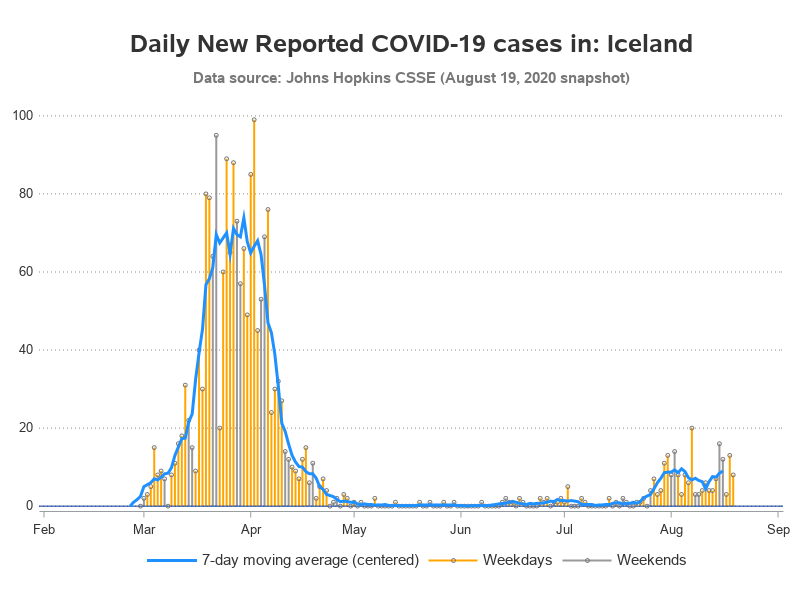 Daily New Reported COVID-19 cases in: Iceland
Data source: Johns Hopkins CSSE (August 19, 2020 snapshot)
100
80
60
40
20
0
Feb Mar Apr May Jun Jul Aug Sep
7-day moving average (centered) Weekdays Weekends